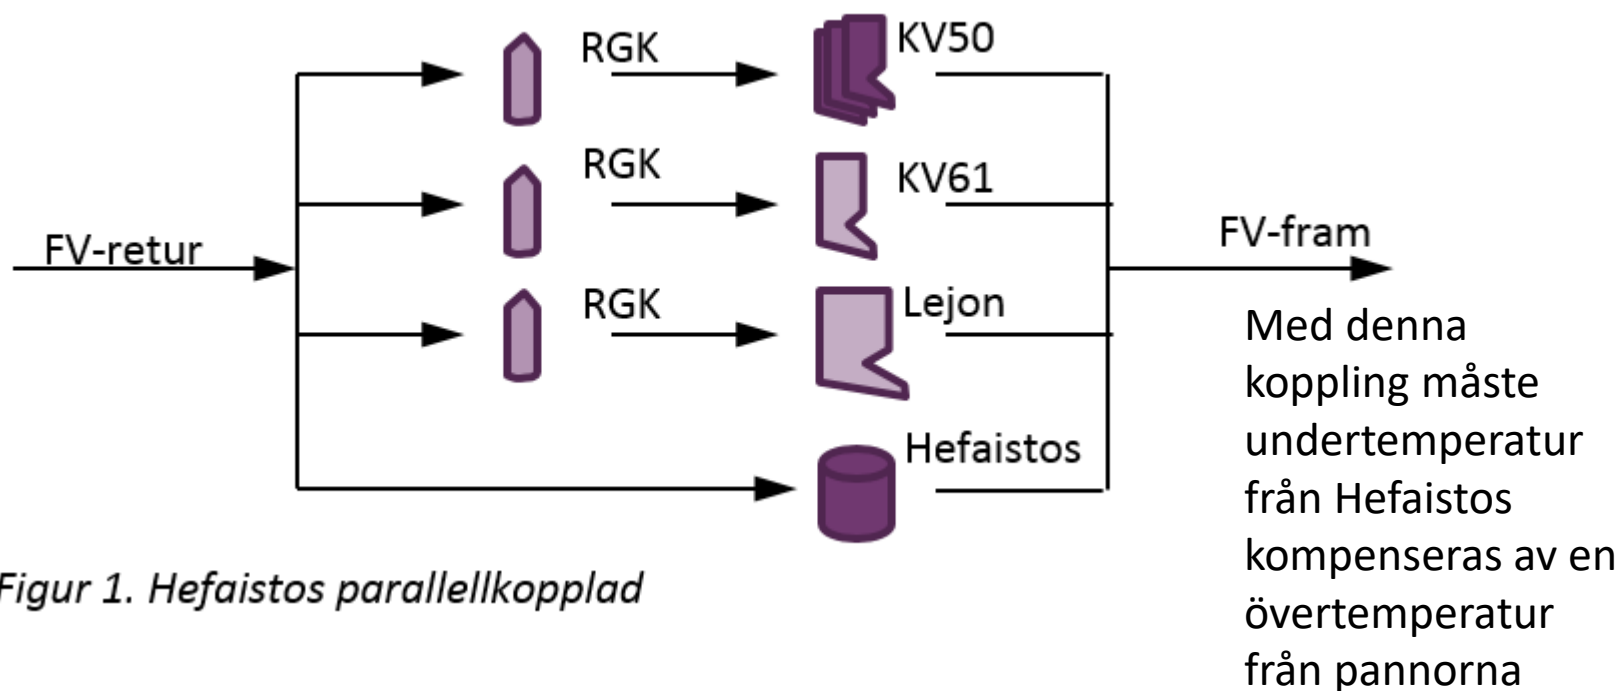 RGK
KV50
RGK
KV61
FV-retur
FV-fram
RGK
Lejon
Hefaistos
Figur 1. Hefaistos parallellkopplad
Med denna
koppling måste
undertemperatur
från Hefaistos
kompenseras av en
övertemperatur
från pannorna